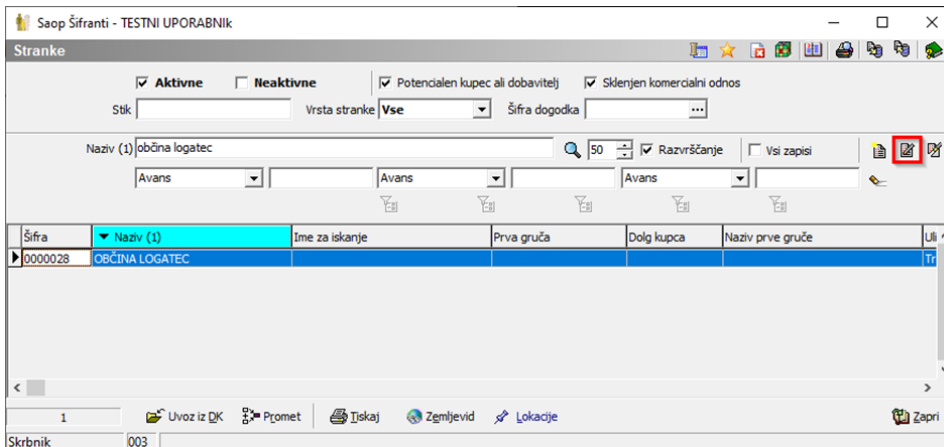 Saop Šifranti - TESTNI UPORABNIk
Stranke
Aktivne Neaktivne Potencialen kupec ali dobavitelj Sklenjen komercialni odnos
Stik Vrsta stranke Vse Šifra dogodka ...
Naziv (1) občina logatec 50 Razvrščanje Vsi zapisi
Avans Avans Avans
Šifra Naziv (1) Ime za iskanje Prva gruča Dolg kupca Naziv prve gruče Uli
0000028 OBČINA LOGATEC Tr
1 Uvoz iz DK Promet Tiskaj Zemljevid Lokacije Zapri
Skrbnik 003